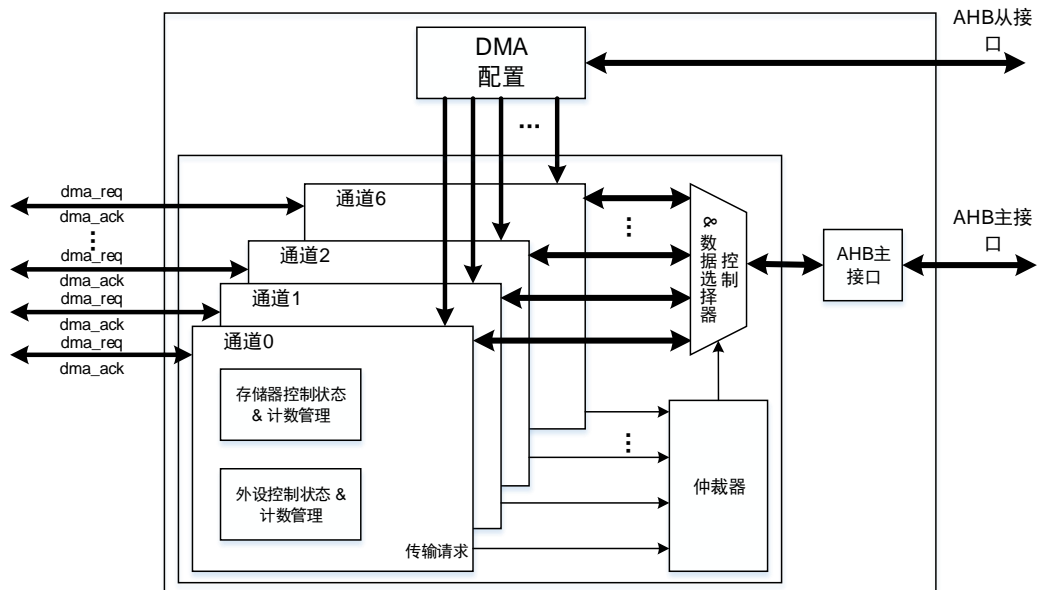 AHB从接
口
DMA
配置
...
dma_req
dma_ack
...
dma_req
dma_ack
dma_req
dma_ack
dma_req
dma_ack
通道6
通道2
通道1
通道0
存储器控制状态
& 计数管理
外设控制状态 &
计数管理
传输请求
...
控制
&数据选择器
...
仲裁器
AHB主
接口
AHB主接
口